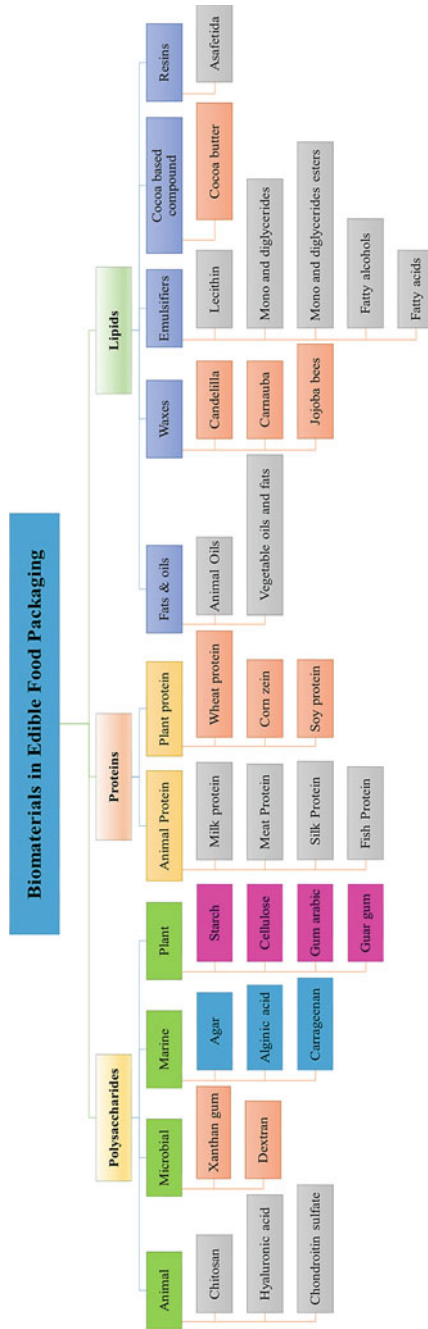 Biomaterials in Edible Food Packaging
Polysaccharides
Animal
Chitosan
Hyaluronic acid
Chondroitin sulfate
Microbial
Xanthan gum
Dextran
Marine
Agar
Alginic acid
Carrageenan
Plant
Starch
Cellulose
Gum arabic
Guar gum
Proteins
Animal Protein
Milk protein
Meat Protein
Silk Protein
Fish Protein
Plant protein
Wheat protein
Corn zein
Soy protein
Lipids
Fats & oils
Animal Oils
Vegetable oils and fats
Waxes
Candelilla
Carnauba
Jojoba bees
Emulsifiers
Lecithin
Mono and diglycerides
Mono and diglycerides esters
Fatty alcohols
Fatty acids
Cocoa based
compound
Cocoa butter
Resins
Asafetida